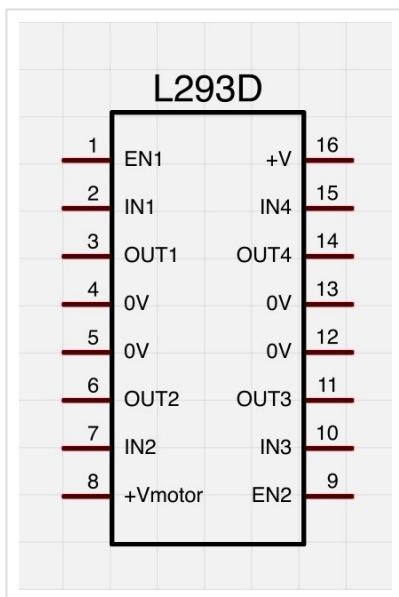 L293D
1 EN1 +V 16
2 IN1 IN4 15
3 OUT1 OUT4 14
4 0V 0V 13
5 0V 0V 12
6 OUT2 OUT3 11
7 IN2 IN3 10
8 +Vmotor EN2 9